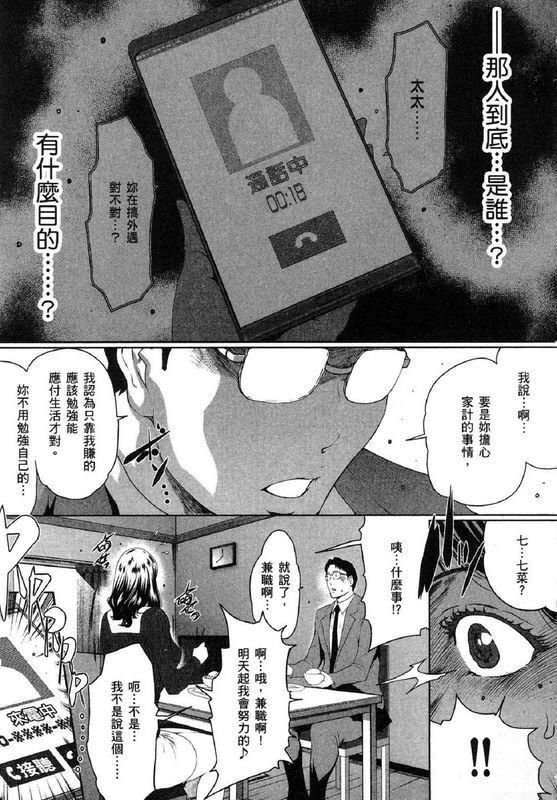 ——那人到底…是誰…?
太太……
通話中
00:18
妳在搞外遇
對不對…?
有什麼目的……?
我說…啊…
要是妳擔心
家計的事情,
我認為只靠我賺的
應該勉強能
應付生活才對。
妳不用勉強自己的…
七…七菜?
!!
咦…什麼事!?
就說了,
兼職啊…
啊…哦,兼職啊!
明天起我會努力的♪
呃…不是…
我不是說這個…
來電中
接聽